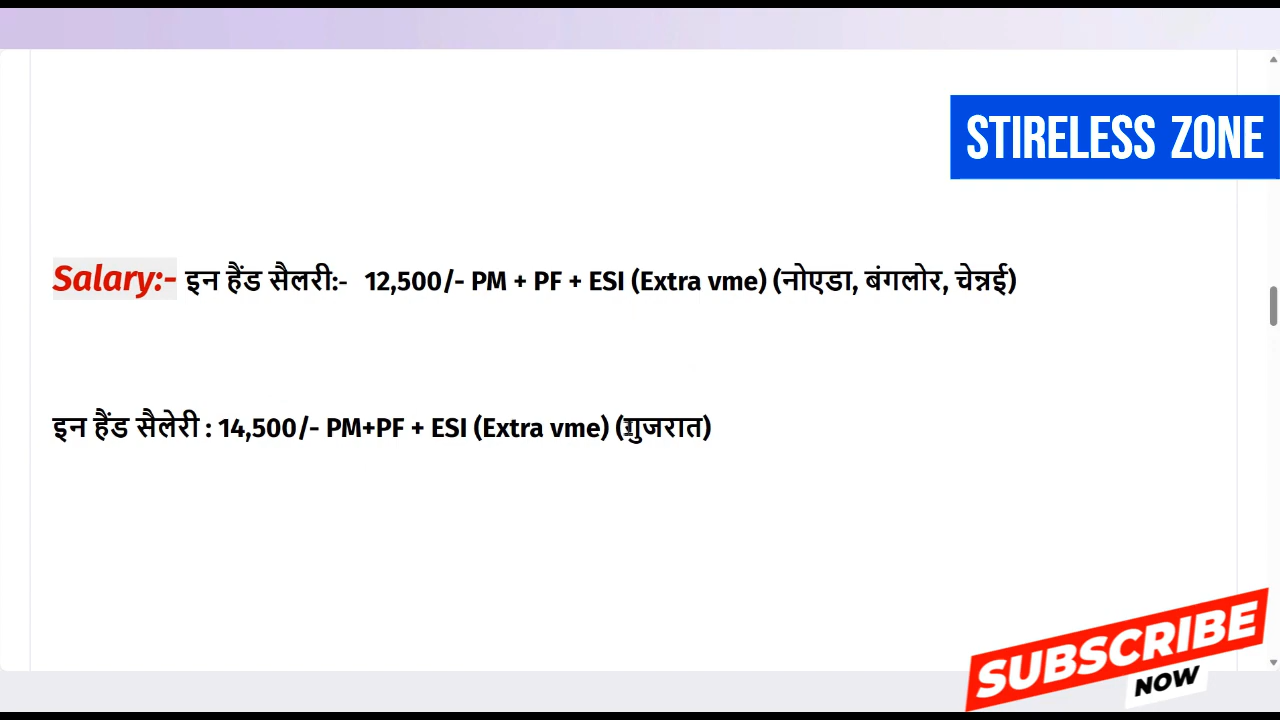 STIRELESS ZONE
Salary:- इन हैंड सैलरी:- 12,500/- PM + PF + ESI (Extra vme) (नोएडा, बंगलोर, चेन्नई)
इन हैंड सैलेरी : 14,500/- PM+PF + ESI (Extra vme) (गुजरात)
SUBSCRIBE
NOW